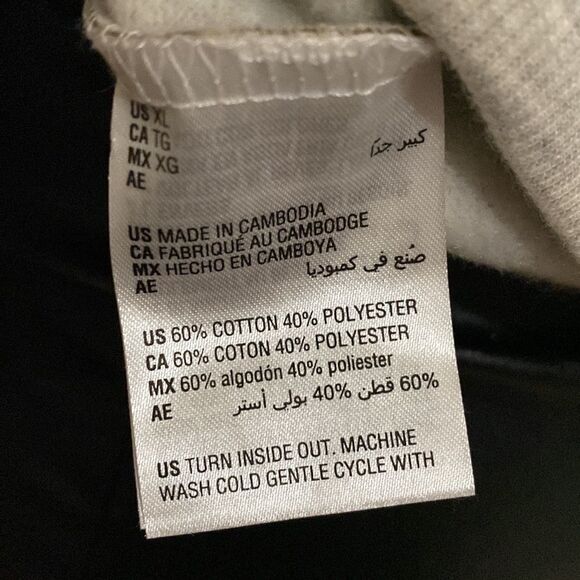 US XL
CA TG
MX XG
AE كبير جدًا
US MADE IN CAMBODIA
CA FABRIQUÉ AU CAMBODGE
MX HECHO EN CAMBOYA
AE صُنع في كمبوديا
US 60% COTTON 40% POLYESTER
CA 60% COTON 40% POLYESTER
MX 60% algodón 40% poliester
AE 60% قطن 40% بولي أستر
US TURN INSIDE OUT. MACHINE
WASH COLD GENTLE CYCLE WITH